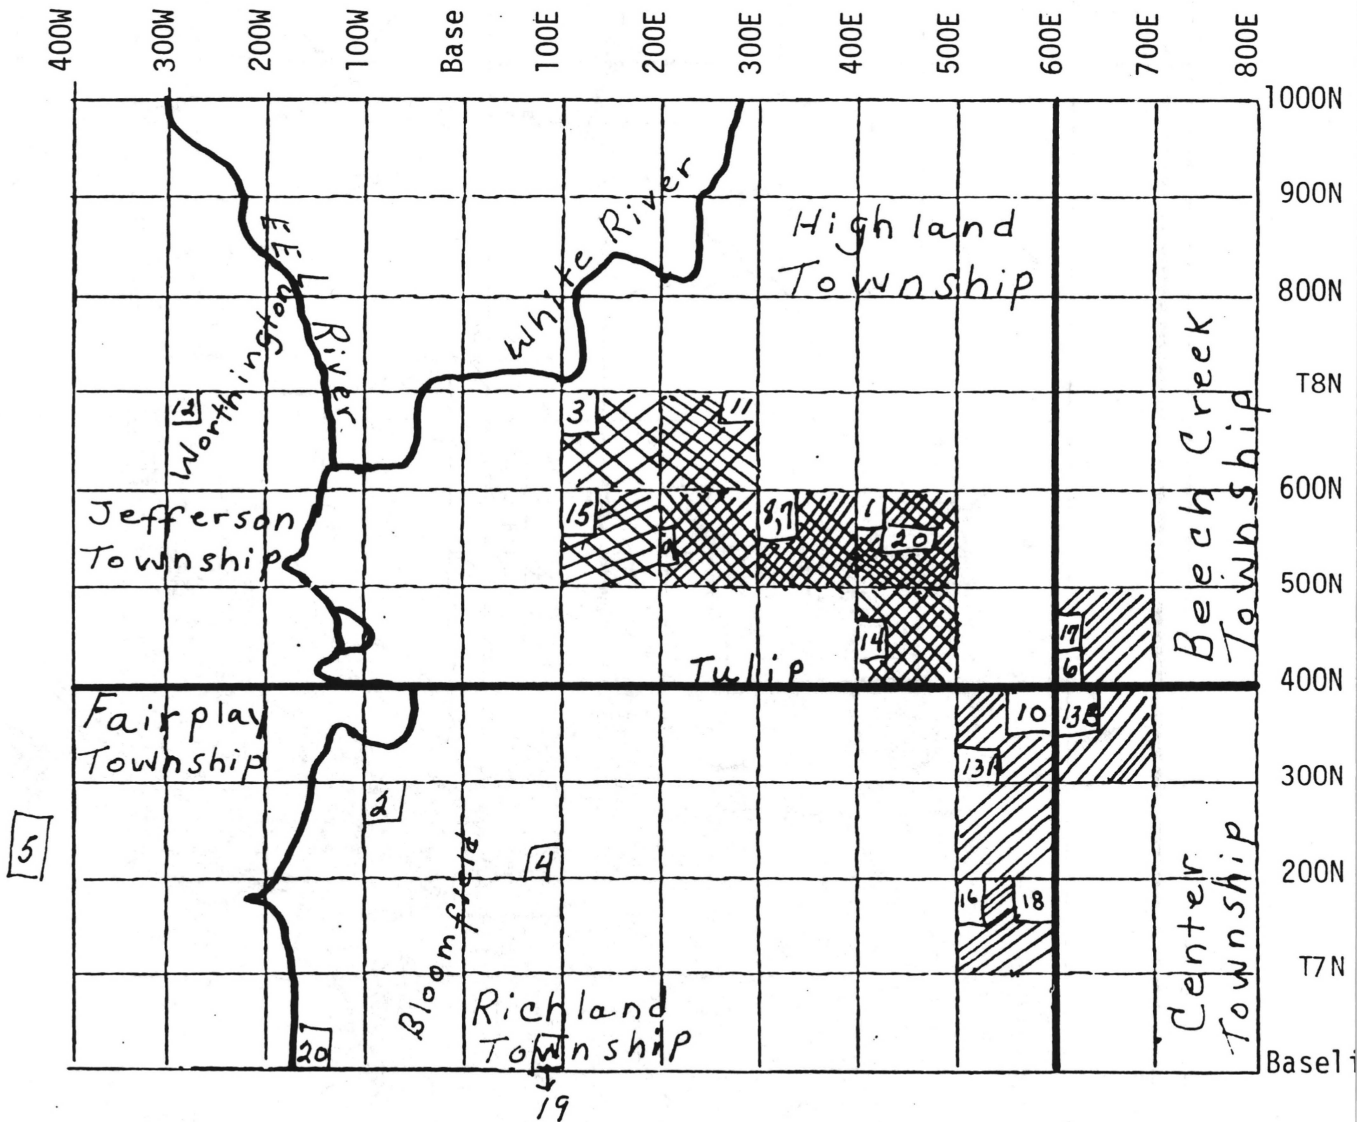 400W
300W
200W
100W
Base
100E
200E
300E
400E
500E
600E
700E
800E
1000N
900N
800N
T8N
600N
500N
400N
300N
200N
T7N
Baseli
EEL
River
White River
Highland
Township
Worthington
12
3
11
15
9
8,7
1
20
14
17
6
Beech Creek
Township
Jefferson
Township
Tulip
Fairplay
Township
10
13B
13A
2
5
4
Bloomfield
16
18
Center
Township
Richland
Township
20
19